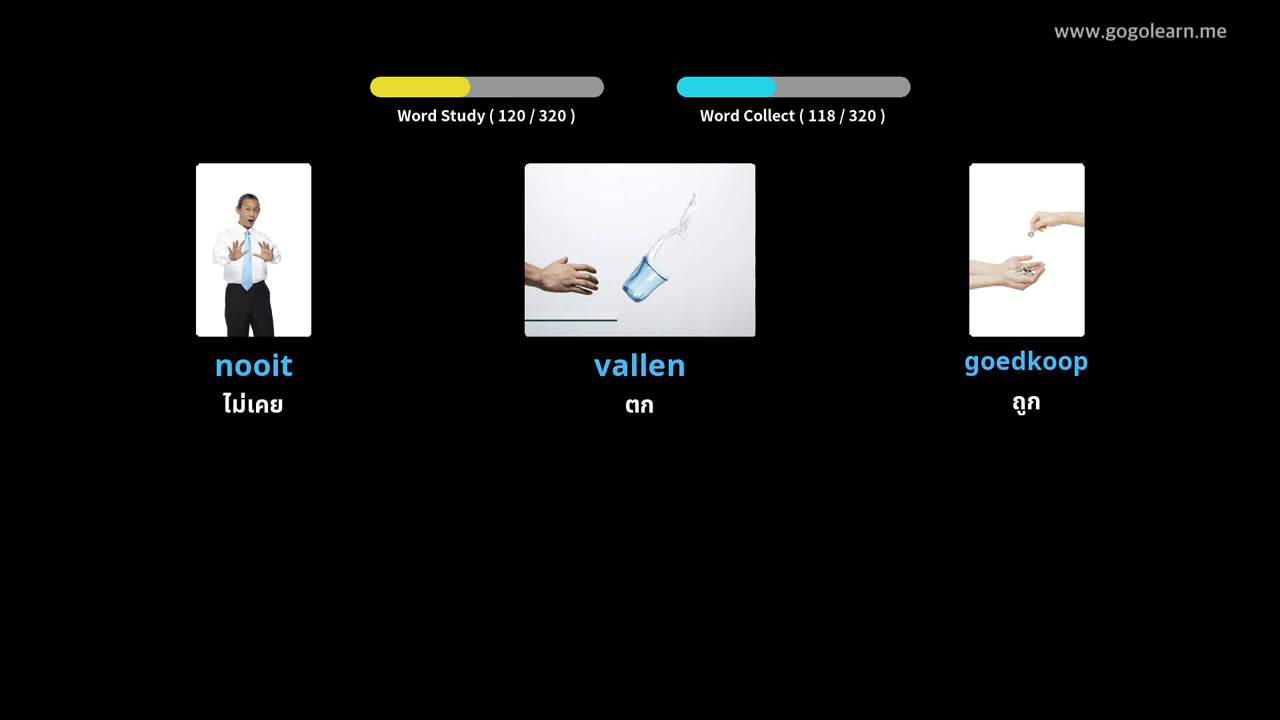 www.gogolearn.me
Word Study ( 120 / 320 )
Word Collect ( 118 / 320 )
nooit
ไม่เคย
vallen
ตก
goedkoop
ถูก